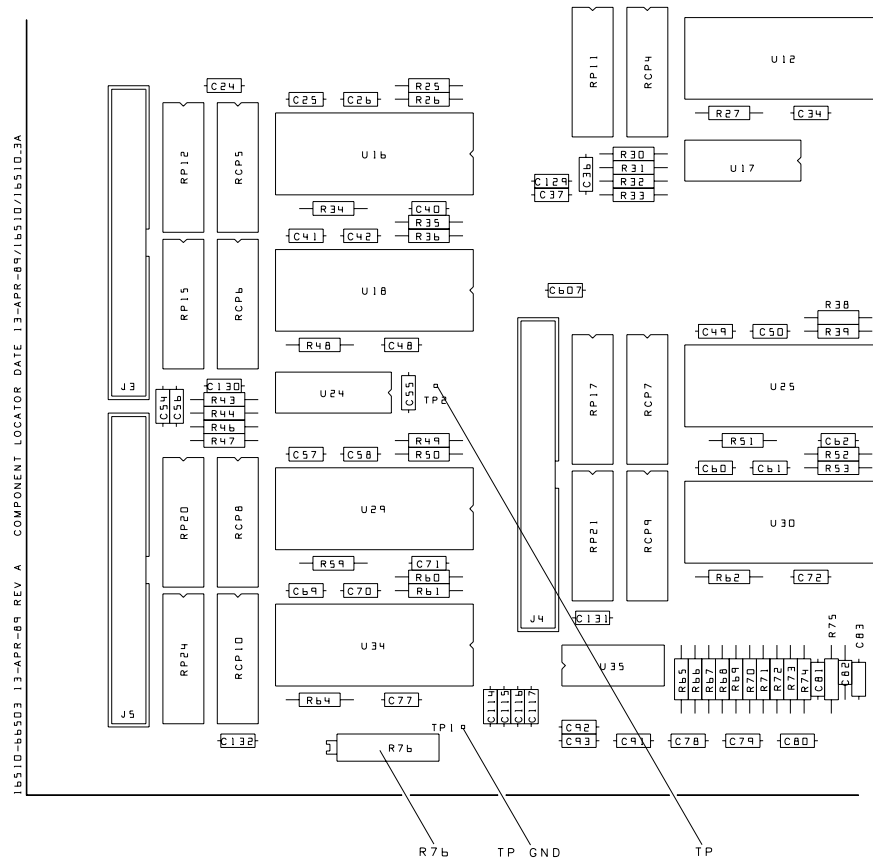 RP11
RCP4
U12
C24
R25
C25
C26
R26
R27
C34
RP12
RCP5
U16
R30
C36
R31
U17
C129
R32
C37
R33
R34
C40
R35
C41
C42
R36
RP15
RCP6
U18
C607
R38
C49
C50
R39
R48
C48
J3
C130
U24
C55
TP2
RP17
RCP7
U25
C54
C56
R43
R44
R46
R47
R49
R51
C62
C57
C58
R50
R52
C60
C61
R53
RP20
RCP8
U29
RP21
RCP9
U30
R59
C71
R60
R62
C72
C69
C70
R61
J4
C131
R75
C83
RP24
RCP10
U34
U35
R65
R66
R67
R68
R69
R70
R71
R72
R73
R74
C81
C82
R64
C77
C114
C115
C116
C117
J5
TP1
C92
C132
R76
C93
C91
C78
C79
C80
16510-66503 13-APR-89 REV A COMPONENT LOCATOR DATE 13-APR-89/16510/16510_3A
R76
TP GND
TP